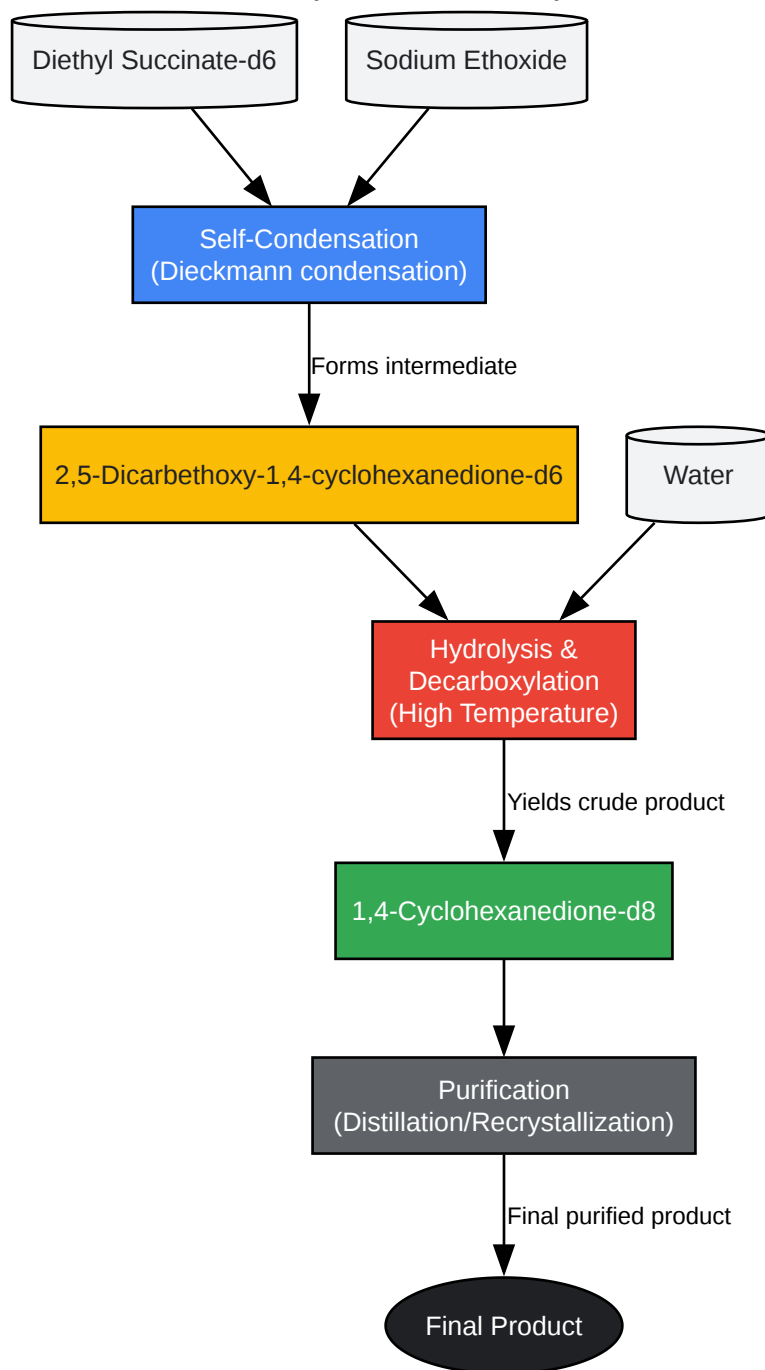 Diethyl Succinate-d6
Sodium Ethoxide
Self-Condensation
(Dieckmann condensation)
Forms intermediate
2,5-Dicarbethoxy-1,4-cyclohexanedione-d6
Water
Hydrolysis &
Decarboxylation
(High Temperature)
Yields crude product
1,4-Cyclohexanedione-d8
Purification
(Distillation/Recrystallization)
Final purified product
Final Product